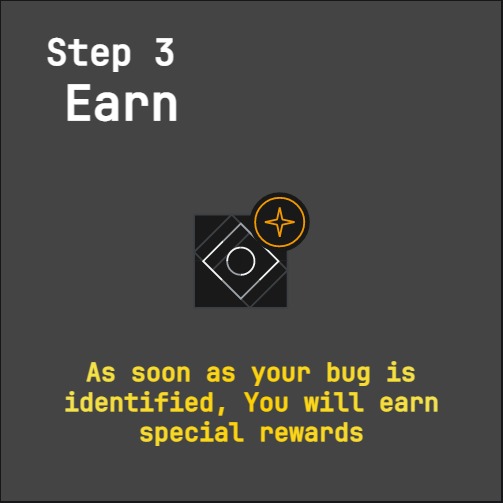 Step 3
Earn
As soon as your bug is
identified, You will earn
special rewards